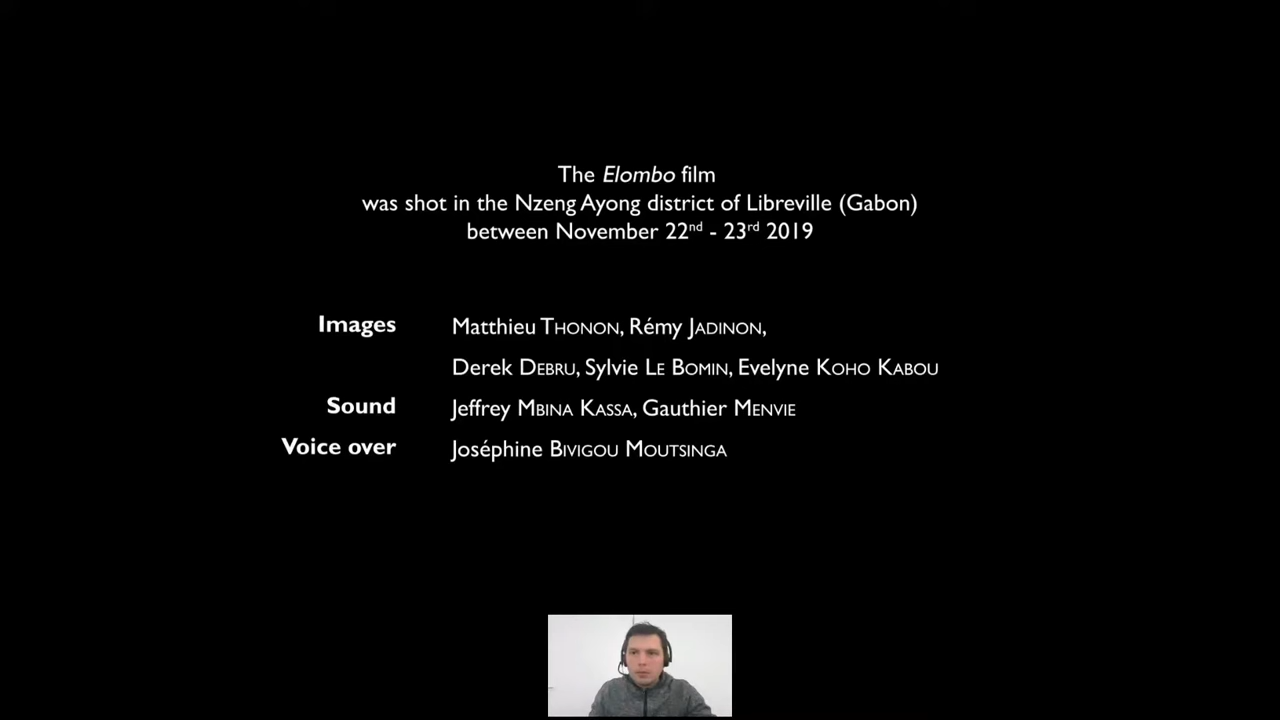 The Elombo film
was shot in the Nzeng Ayong district of Libreville (Gabon)
between November 22nd - 23rd 2019
Images Matthieu THONON, Rémy JADINON,
Derek DEBRU, Sylvie LE BOMIN, Evelyne KOHO KABOU
Sound Jeffrey MBINA KASSA, Gauthier MENVIE
Voice over Joséphine BIVIGOU MOUTSINGA